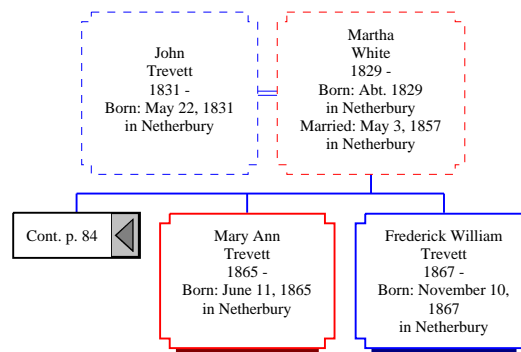 John
Trevett
1831 -
Born: May 22, 1831
in Netherbury
Martha
White
1829 -
Born: Abt. 1829
in Netherbury
Married: May 3, 1857
in Netherbury
Cont. p. 84
Mary Ann
Trevett
1865 -
Born: June 11, 1865
in Netherbury
Frederick William
Trevett
1867 -
Born: November 10,
1867
in Netherbury